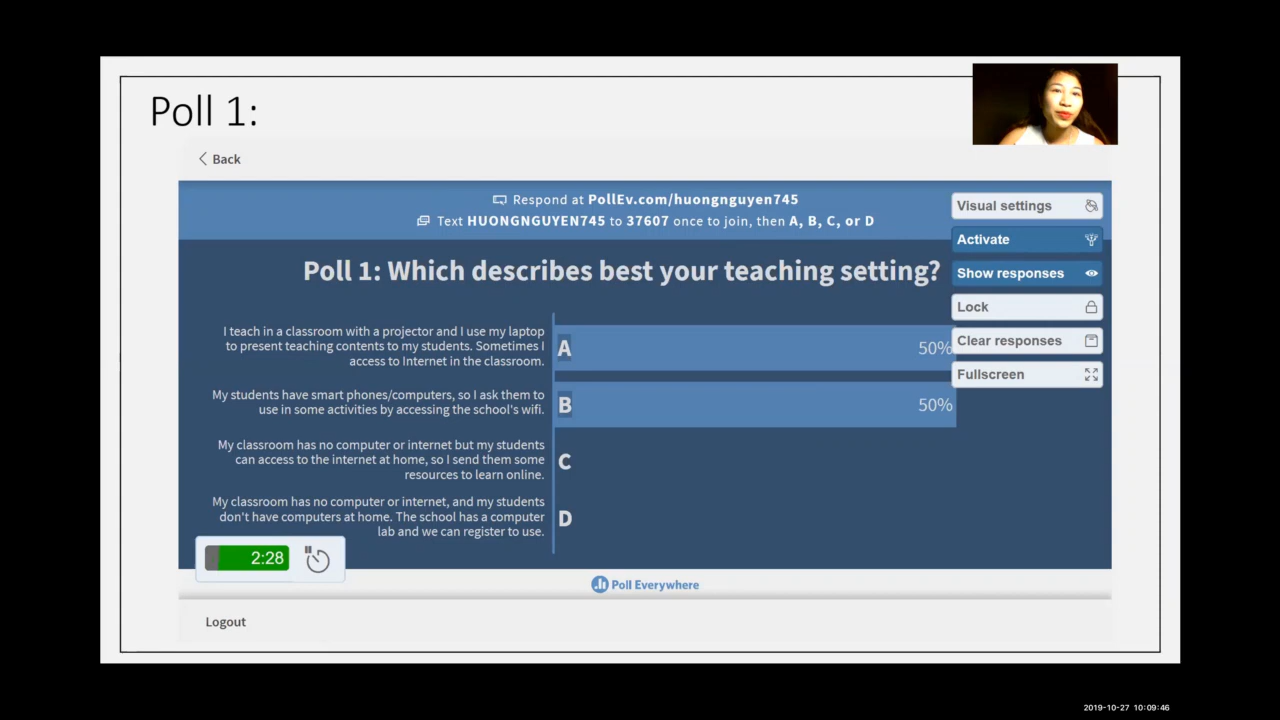 Poll 1:
Back
Respond at PollEv.com/huongnguyen745
Text HUONGNGUYEN745 to 37607 once to join, then A, B, C, or D
Visual settings
Activate
Show responses
Lock
Clear responses
Fullscreen
Poll 1: Which describes best your teaching setting?
I teach in a classroom with a projector and I use my laptop
to present teaching contents to my students. Sometimes I
access to Internet in the classroom.
A
50%
My students have smart phones/computers, so I ask them to
use in some activities by accessing the school's wifi.
B
50%
My classroom has no computer or internet but my students
can access to the internet at home, so I send them some
resources to learn online.
C
My classroom has no computer or internet, and my students
don't have computers at home. The school has a computer
lab and we can register to use.
D
2:28
Poll Everywhere
Logout
2019-10-27 10:09:46